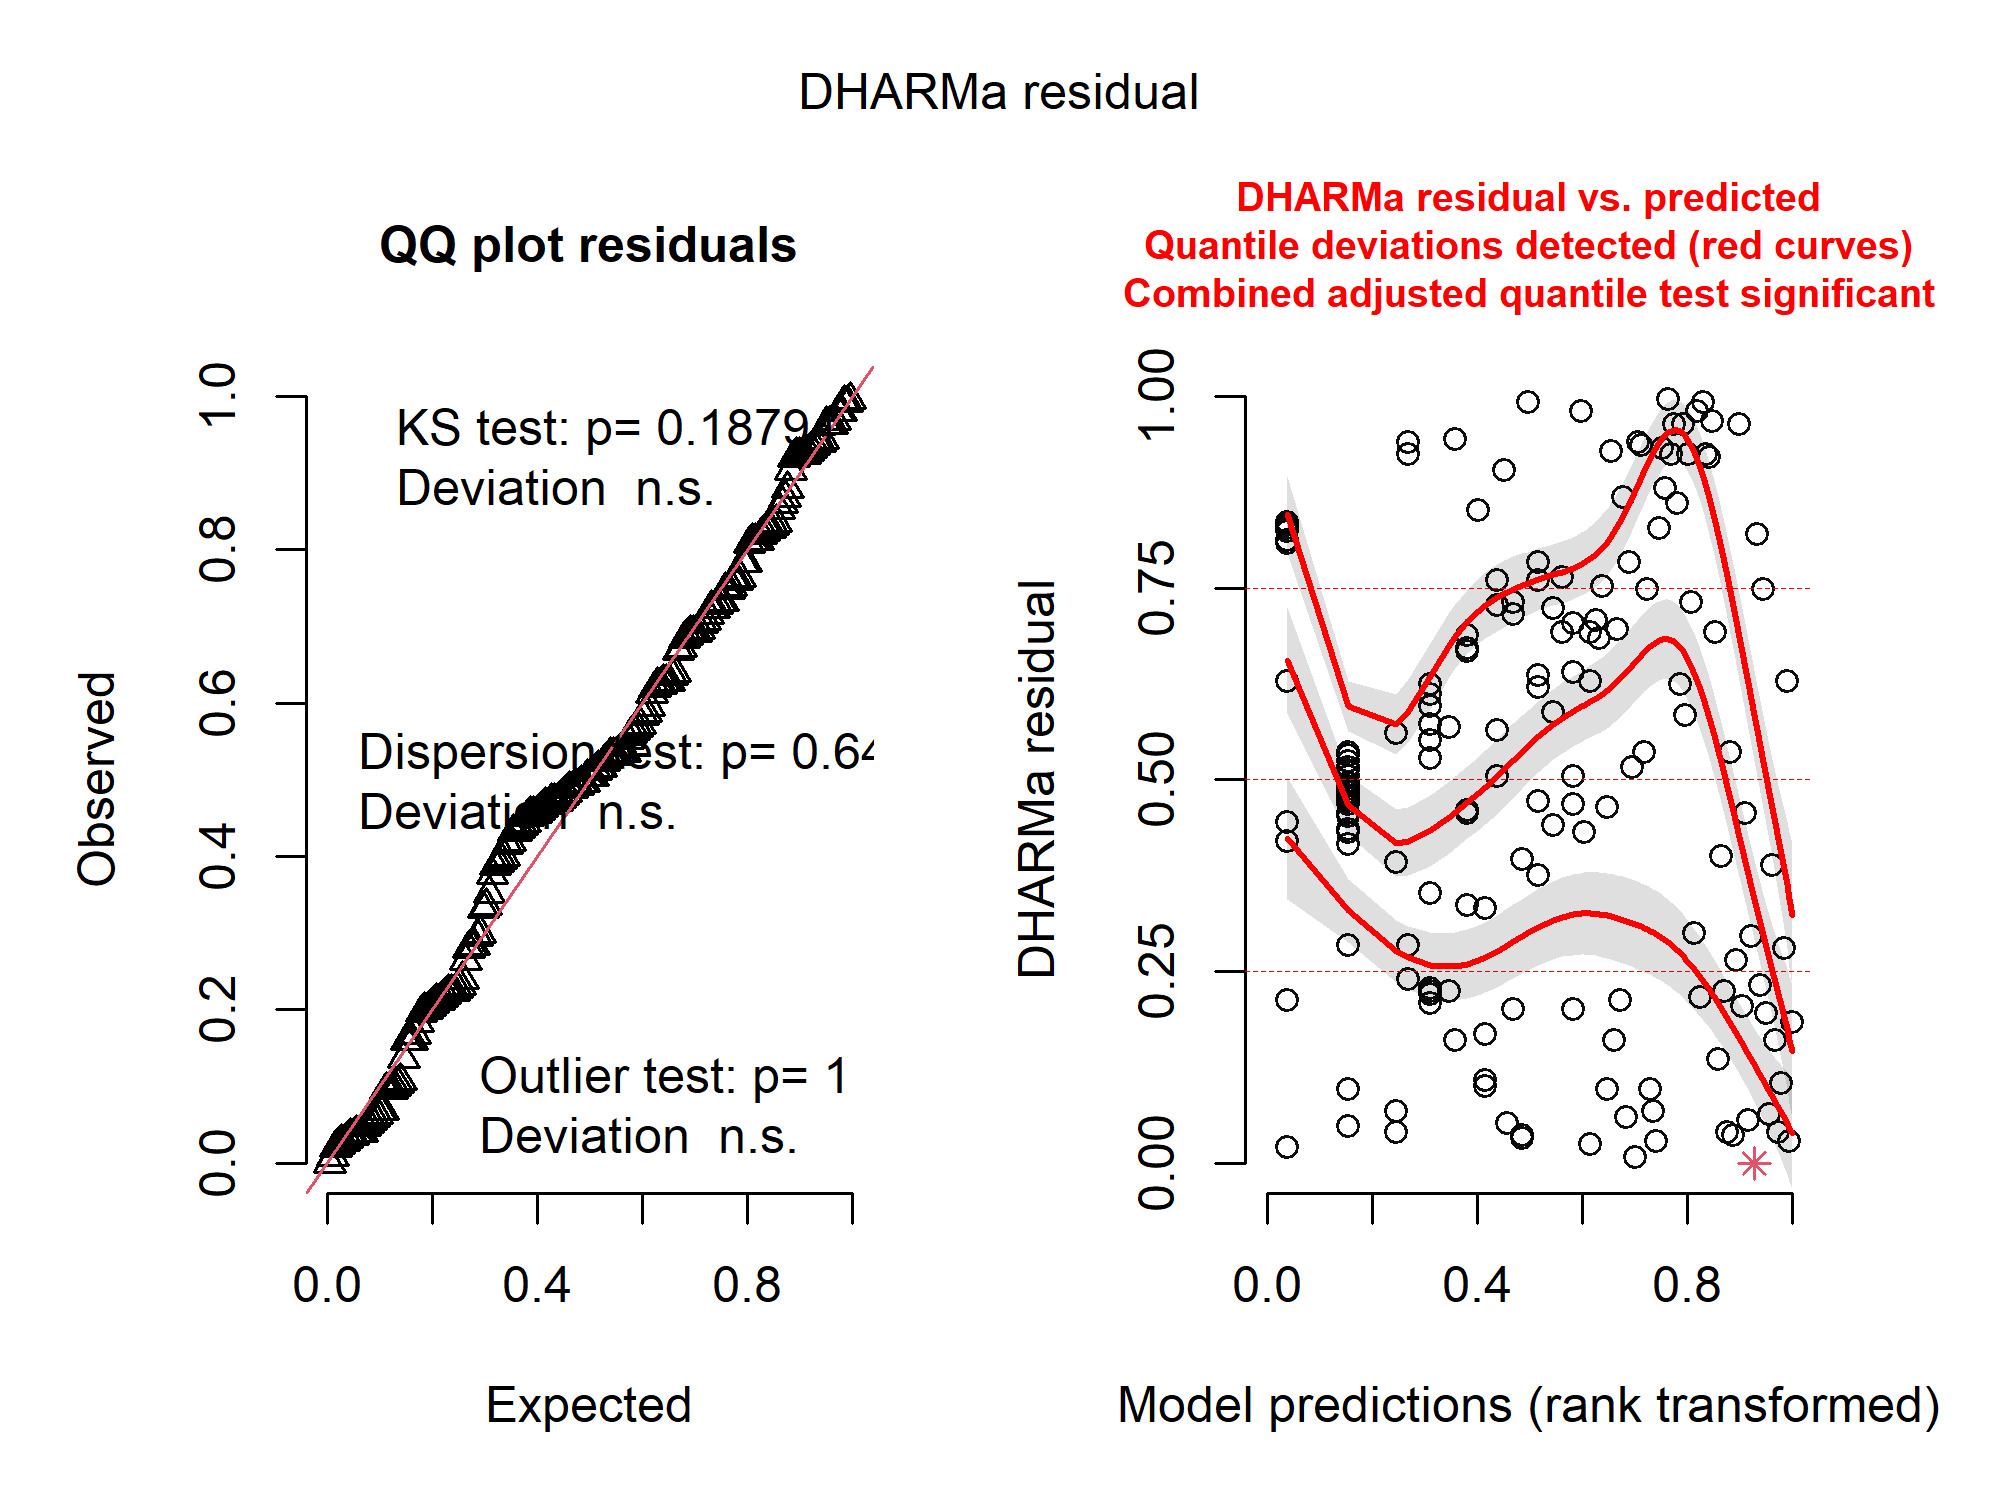 DHARMa residual
QQ plot residuals
KS test: p= 0.1879
Deviation n.s.
Dispersion test: p= 0.64
Deviation n.s.
Outlier test: p= 1
Deviation n.s.
Observed
0.0 0.2 0.4 0.6 0.8 1.0
0.0 0.4 0.8
Expected
DHARMa residual vs. predicted
Quantile deviations detected (red curves)
Combined adjusted quantile test significant
DHARMa residual
0.00 0.25 0.50 0.75 1.00
0.0 0.4 0.8
Model predictions (rank transformed)